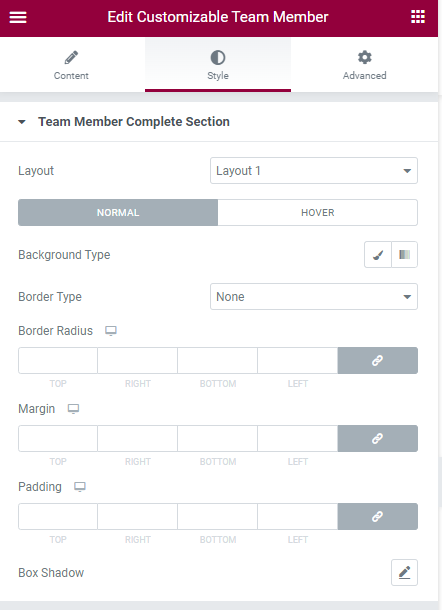 Edit Customizable Team Member
Content Style Advanced
Team Member Complete Section
Layout Layout 1
NORMAL HOVER
Background Type
Border Type None
Border Radius
TOP RIGHT BOTTOM LEFT
Margin
TOP RIGHT BOTTOM LEFT
Padding
TOP RIGHT BOTTOM LEFT
Box Shadow